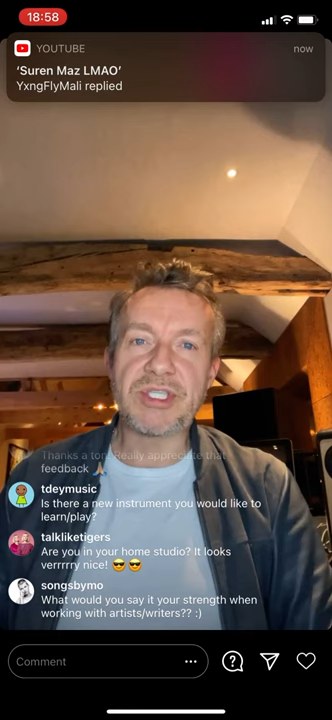 18:58
YOUTUBE
now
‘Suren Maz LMAO’
YxngFlyMali replied
Thanks a ton! Really appreciate that
feedback 🙏🏼
tdeymusic
Is there a new instrument you would like to
learn/play?
talkliketigers
Are you in your home studio? It looks
verrrrry nice! 😎😎
songsbymo
What would you say it your strength when
working with artists/writers?? :)
Comment